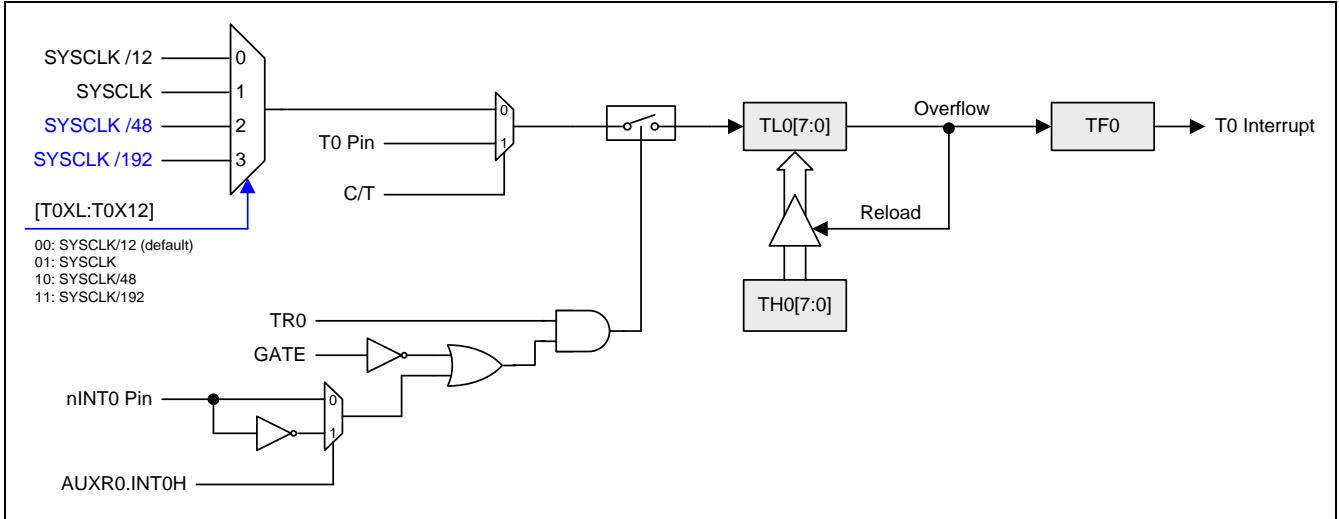 SYSCLK /12
0
SYSCLK
1
SYSCLK /48
2
SYSCLK /192
3
[T0XL:T0X12]
00: SYSCLK/12 (default)
01: SYSCLK
10: SYSCLK/48
11: SYSCLK/192
0
T0 Pin
1
C/T
TL0[7:0]
Overflow
TF0
T0 Interrupt
Reload
TH0[7:0]
TR0
GATE
nINT0 Pin
0
1
AUXR0.INT0H